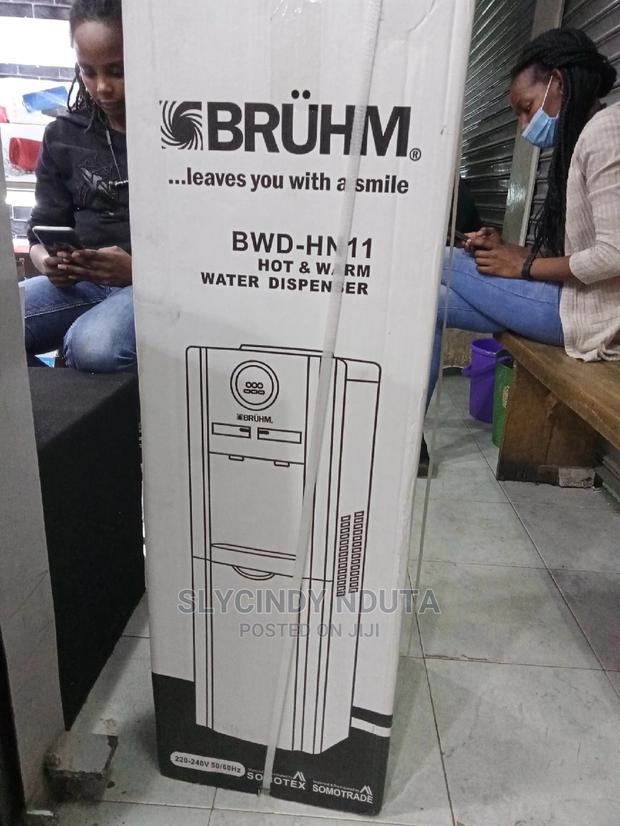 BRÜHM®
...leaves you with a smile
BWD-HN11
HOT & WARM
WATER DISPENSER
BRÜHM
SLYCINDY NDUTA
POSTED ON JIJI
220-240V 50/60Hz
SOMOTEX
SOMOTRADE